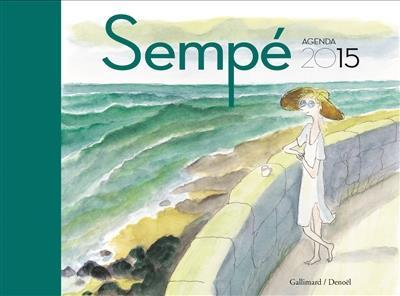 Sempé
AGENDA
2015
Gallimard / Denoël